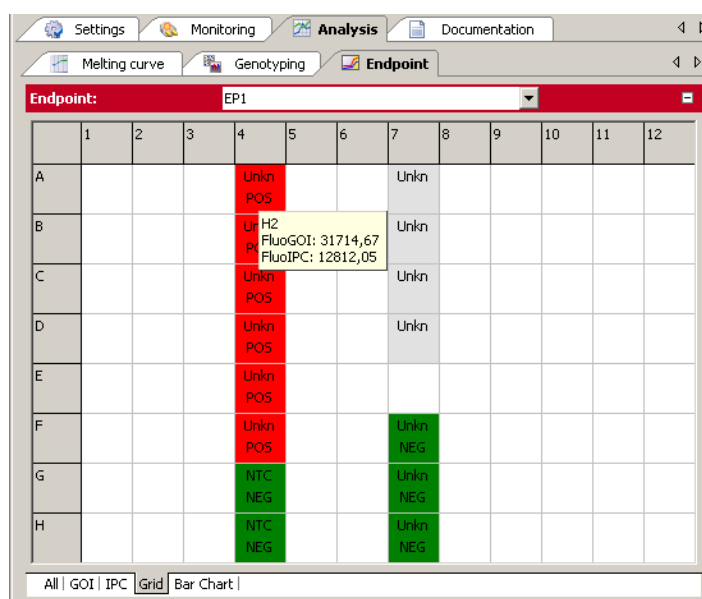 Settings Monitoring Analysis Documentation
Melting curve Genotyping Endpoint
Endpoint: EP1
1 2 3 4 5 6 7 8 9 10 11 12
A Unkn Unkn
POS
B Unkn
H2
FluoGOI: 31714,67
FluoIPC: 12812,05
C Unkn Unkn
POS
D Unkn Unkn
POS
E Unkn
POS
F Unkn Unkn
POS NEG
G NTC Unkn
NEG NEG
H NTC Unkn
NEG NEG
All GOI IPC Grid Bar Chart